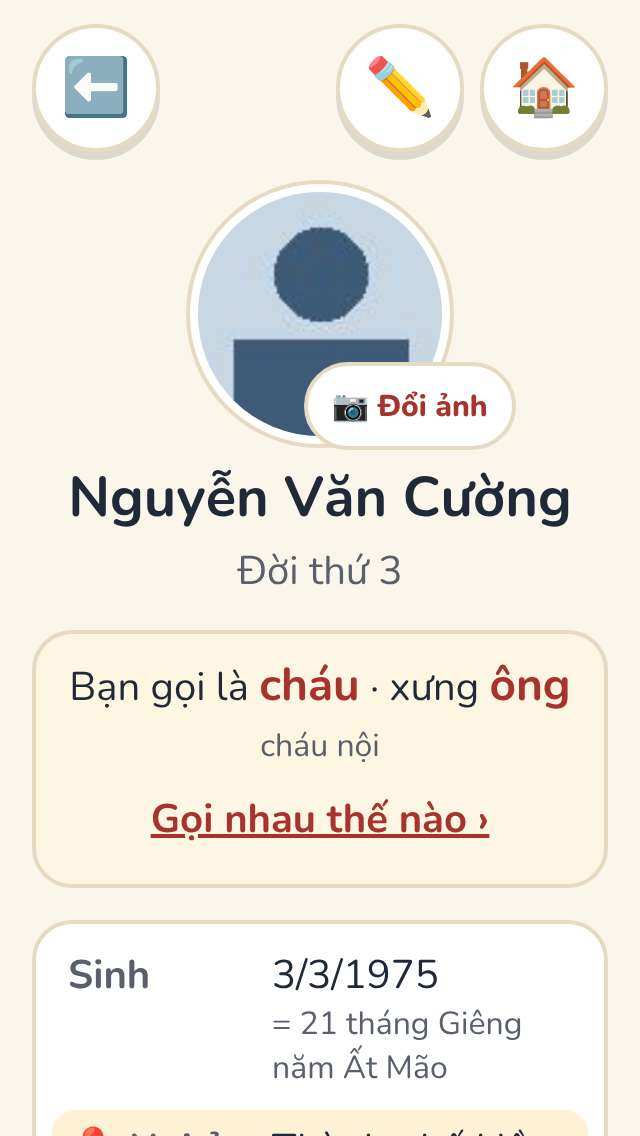 Đổi ảnh
Nguyễn Văn Cường
Đời thứ 3
Bạn gọi là cháu · xưng ông
cháu nội
Gọi nhau thế nào ›
Sinh 3/3/1975
= 21 tháng Giêng
năm Ất Mão